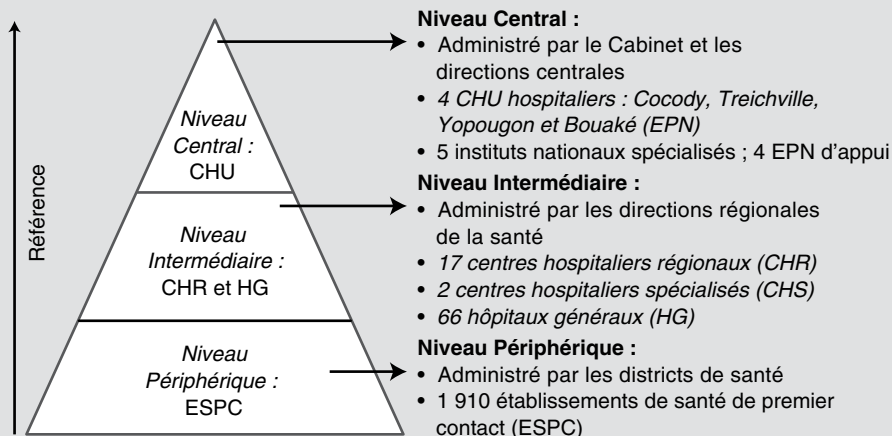 Référence
Niveau
Central :
CHU
Niveau
Intermédiaire :
CHR et HG
Niveau
Périphérique :
ESPC
Niveau Central :
• Administré par le Cabinet et les
directions centrales
• 4 CHU hospitaliers : Cocody, Treichville,
Yopougon et Bouaké (EPN)
• 5 instituts nationaux spécialisés ; 4 EPN d’appui
Niveau Intermédiaire :
• Administré par les directions régionales
de la santé
• 17 centres hospitaliers régionaux (CHR)
• 2 centres hospitaliers spécialisés (CHS)
• 66 hôpitaux généraux (HG)
Niveau Périphérique :
• Administré par les districts de santé
• 1 910 établissements de santé de premier
contact (ESPC)